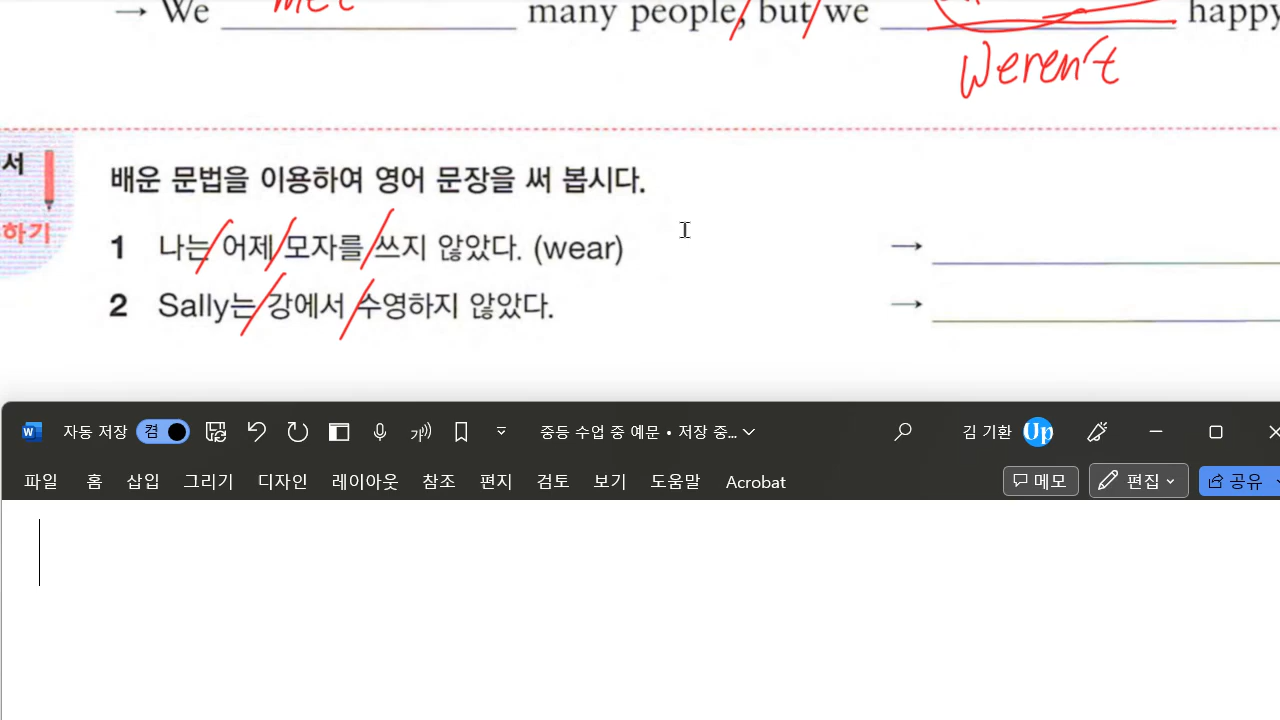 → We met many people, but we happy
weren't
서
배운 문법을 이용하여 영어 문장을 써 봅시다.
하기
1 나는 어제 모자를 쓰지 않았다. (wear) →
2 Sally는 강에서 수영하지 않았다. →
자동 저장 켬 가 중등 수업 중 예문 • 저장 중... 김 기환 Up
파일 홈 삽입 그리기 디자인 레이아웃 참조 편지 검토 보기 도움말 Acrobat 메모 편집 공유